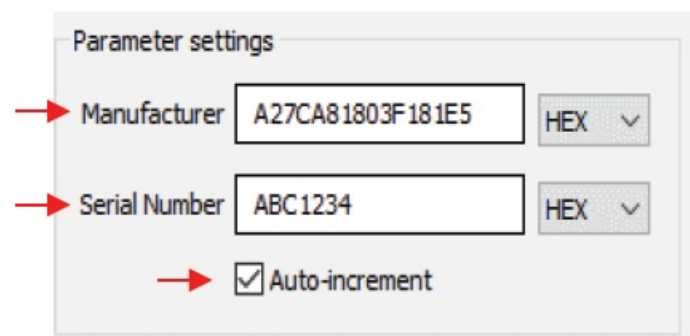 Parameter settings
Manufacturer A27CA81803F181E5 HEX
Serial Number ABC1234 HEX
Auto-increment